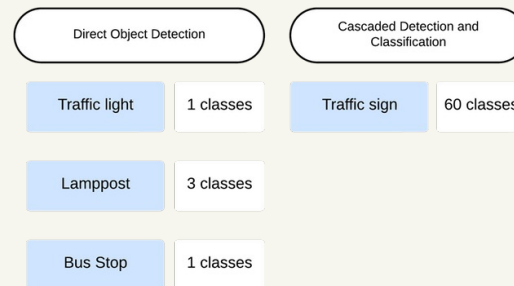 Direct Object Detection
Cascaded Detection and
Classification
Traffic light
1 classes
Traffic sign
60 classes
Lamppost
3 classes
Bus Stop
1 classes